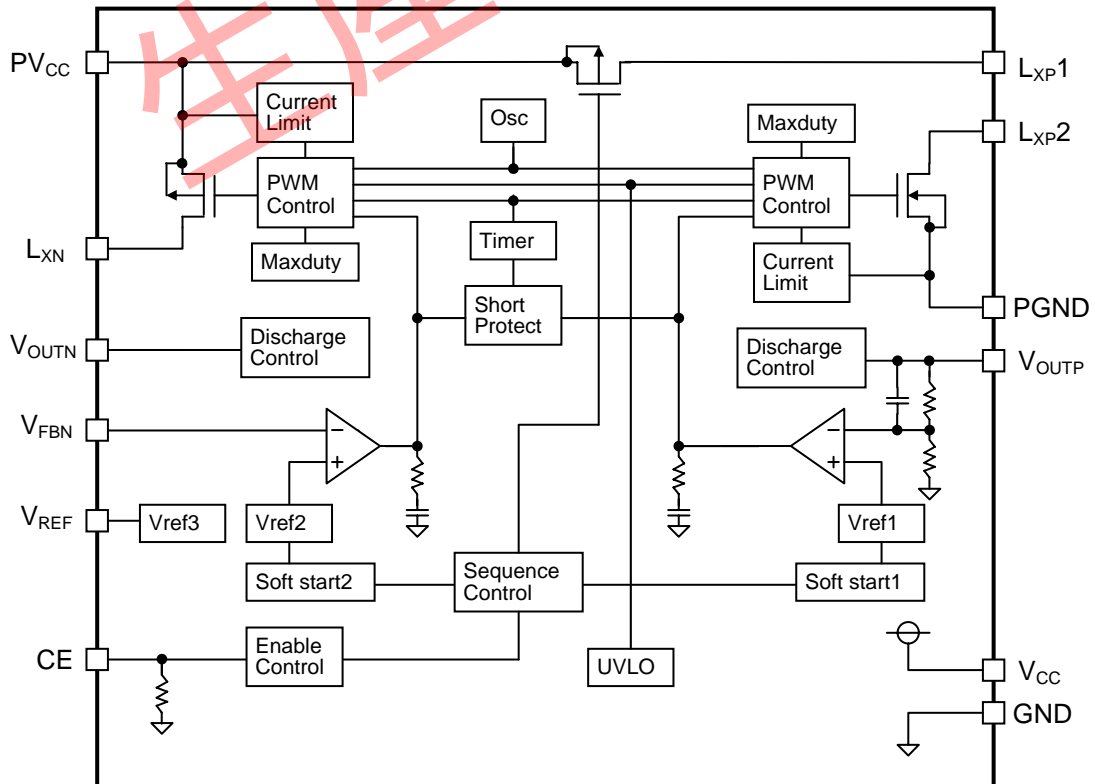 生産
PVCC
LXP1
Current
Limit
Osc
Maxduty
LXP2
PWM
Control
PWM
Control
LXN
Maxduty
Timer
Current
Limit
Short
Protect
PGND
VOUTN
Discharge
Control
Discharge
Control
VOUTP
VFBN
−
+
−
+
VREF
Vref3
Vref2
Vref1
Soft start2
Sequence
Control
Soft start1
CE
Enable
Control
UVLO
VCC
GND